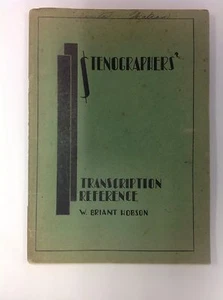 STENOGRAPHERS'
TRANSCRIPTION
REFERENCE
W. BRIANT HOBSON